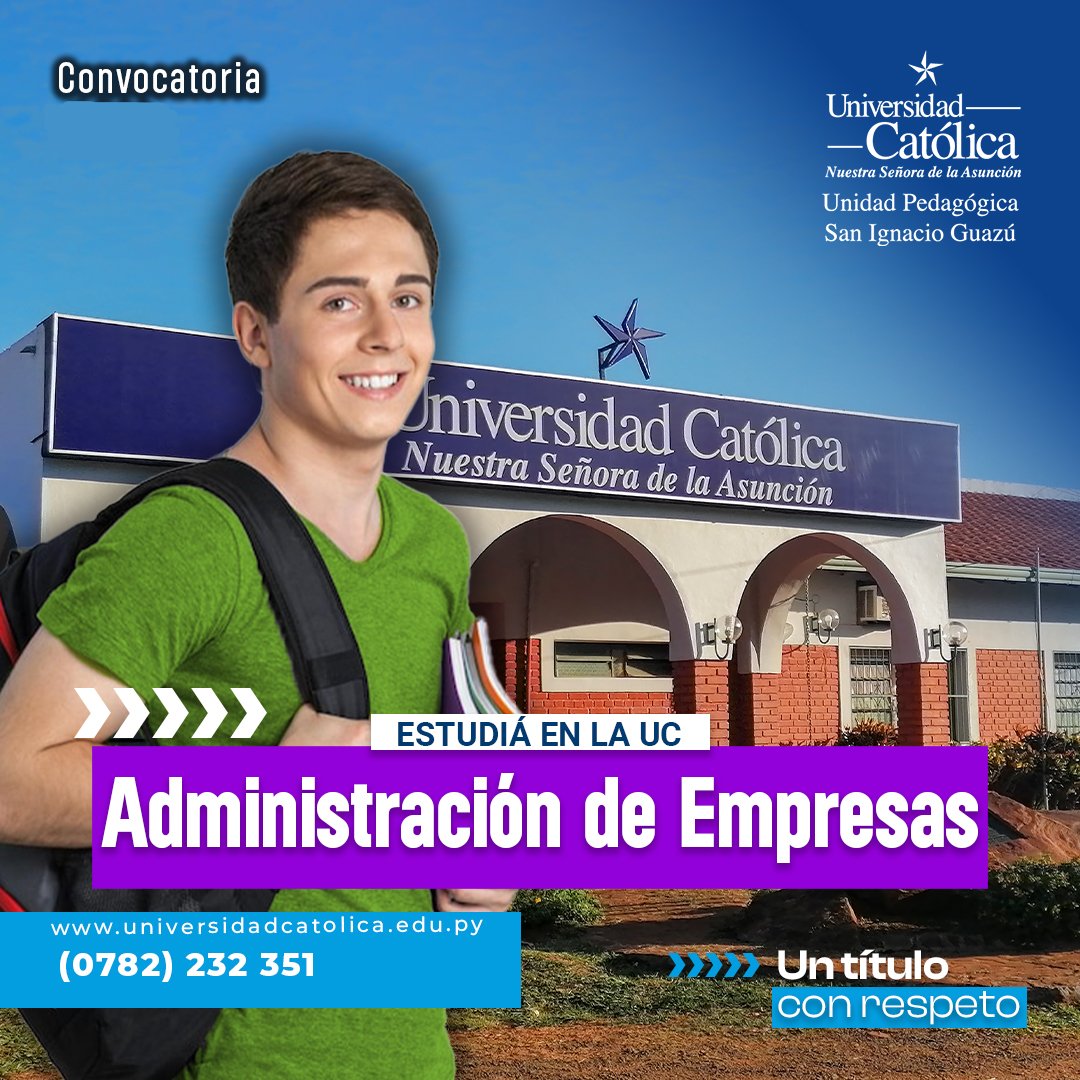 Convocatoria
Universidad
Católica
Nuestra Señora de la Asunción
Unidad Pedagógica
San Ignacio Guazú
Universidad Católica
Nuestra Señora de la Asunción
ESTUDIÁ EN LA UC
Administración de Empresas
www.universidadcatolica.edu.py
(0782) 232 351
Un título
con respeto